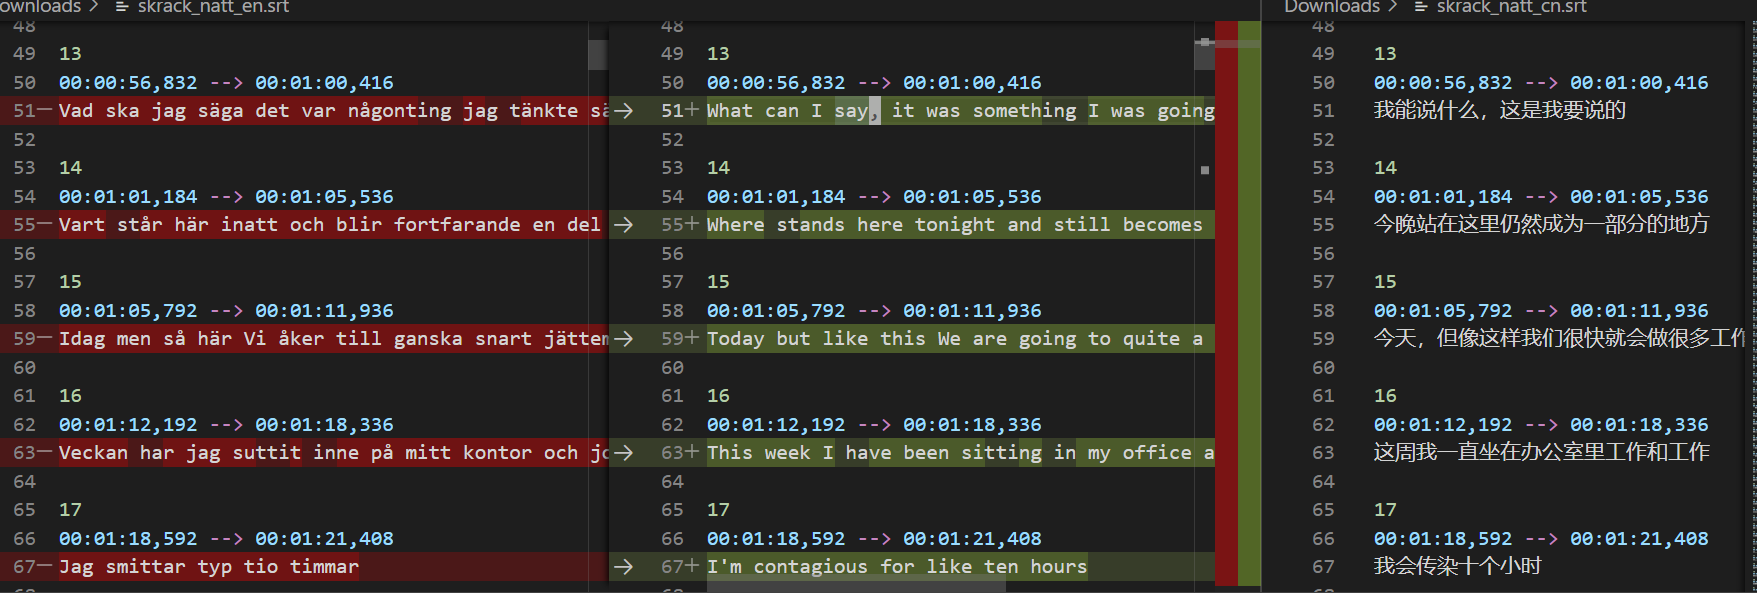 ownloads > skrack_natt_en.srt
Downloads > skrack_natt_cn.srt
48
49 13
50 00:00:56,832 --> 00:01:00,416
51— Vad ska jag säga det var någonting jag tänkte
52
53 14
54 00:01:01,184 --> 00:01:05,536
55— Vart står här inatt och blir fortfarande en del
56
57 15
58 00:01:05,792 --> 00:01:11,936
59— Idag men så här Vi åker till ganska snart
60
61 16
62 00:01:12,192 --> 00:01:18,336
63— Veckan har jag suttit inne på mitt kontor och
64
65 17
66 00:01:18,592 --> 00:01:21,408
67— Jag smittar typ tio timmar
48
49 13
50 00:00:56,832 --> 00:01:00,416
→ 51+ What can I say, it was something I was going
52
53 14
54 00:01:01,184 --> 00:01:05,536
→ 55+ Where stands here tonight and still becomes
56
57 15
58 00:01:05,792 --> 00:01:11,936
→ 59+ Today but like this We are going to quite a
60
61 16
62 00:01:12,192 --> 00:01:18,336
→ 63+ This week I have been sitting in my office a
64
65 17
66 00:01:18,592 --> 00:01:21,408
→ 67+ I'm contagious for like ten hours
48
49 13
50 00:00:56,832 --> 00:01:00,416
51 我能说什么，这是我要说的
52
53 14
54 00:01:01,184 --> 00:01:05,536
55 今晚站在这里仍然成为一部分的地方
56
57 15
58 00:01:05,792 --> 00:01:11,936
59 今天，但像这样我们很快就会做很多工作
60
61 16
62 00:01:12,192 --> 00:01:18,336
63 这周我一直坐在办公室里工作和工作
64
65 17
66 00:01:18,592 --> 00:01:21,408
67 我会传染十个小时